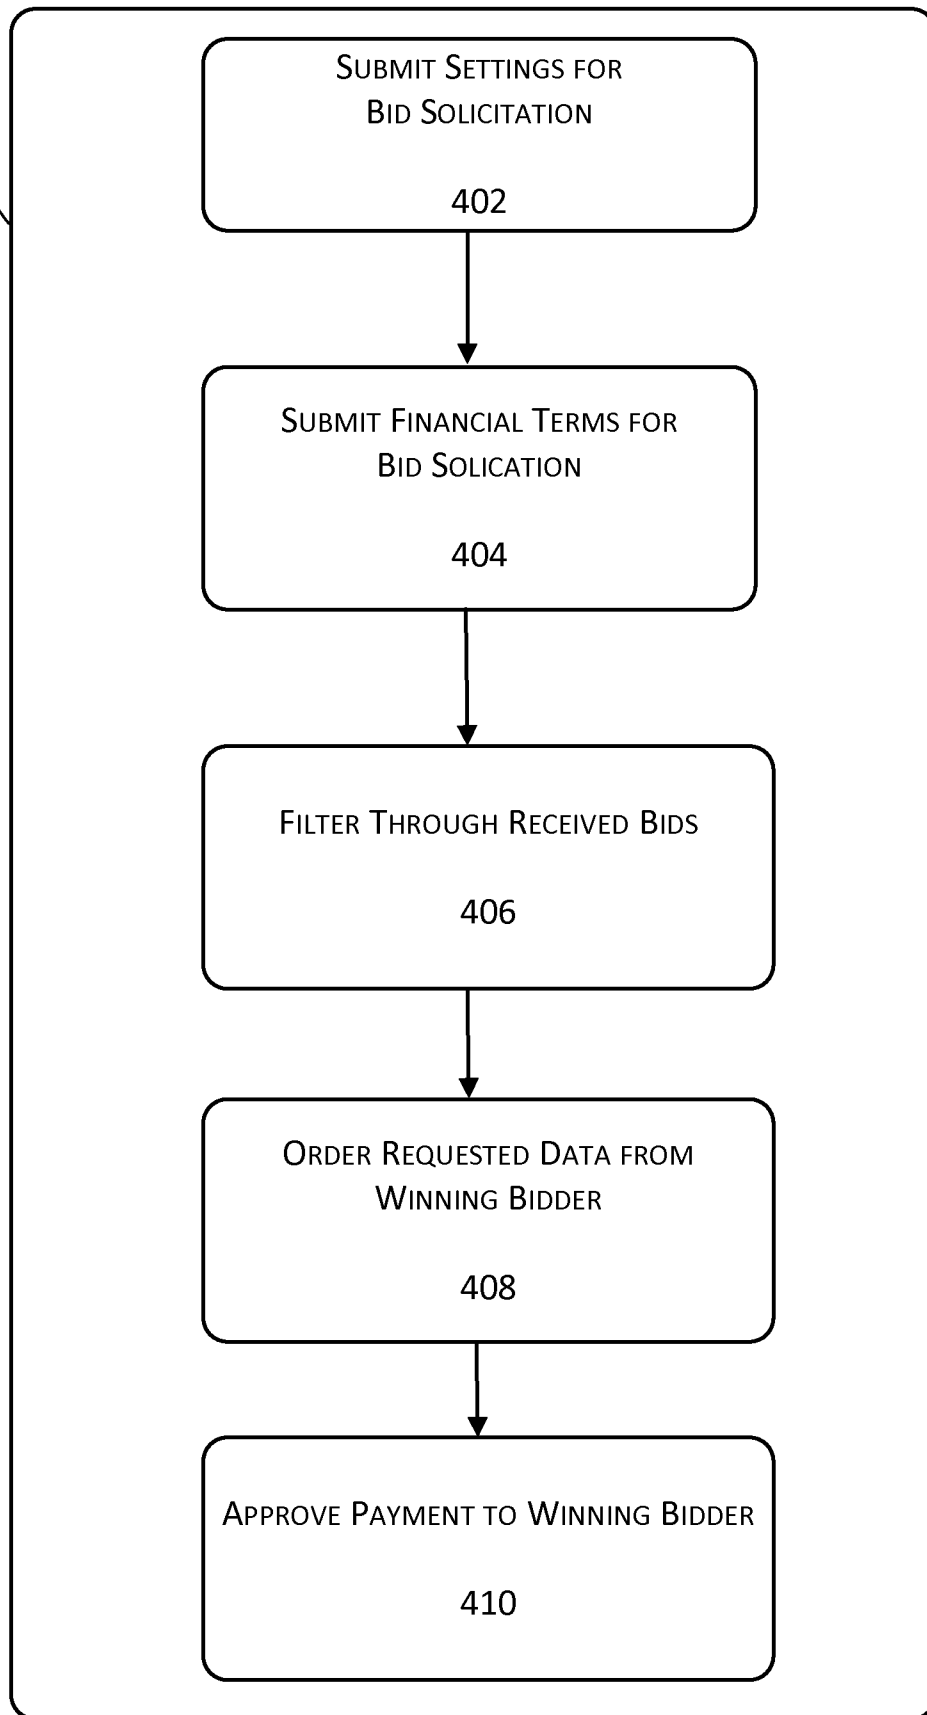 SUBMIT SETTINGS FOR
BID SOLICITATION
402
SUBMIT FINANCIAL TERMS FOR
BID SOLICATION
404
FILTER THROUGH RECEIVED BIDS
406
ORDER REQUESTED DATA FROM
WINNING BIDDER
408
APPROVE PAYMENT TO WINNING BIDDER
410